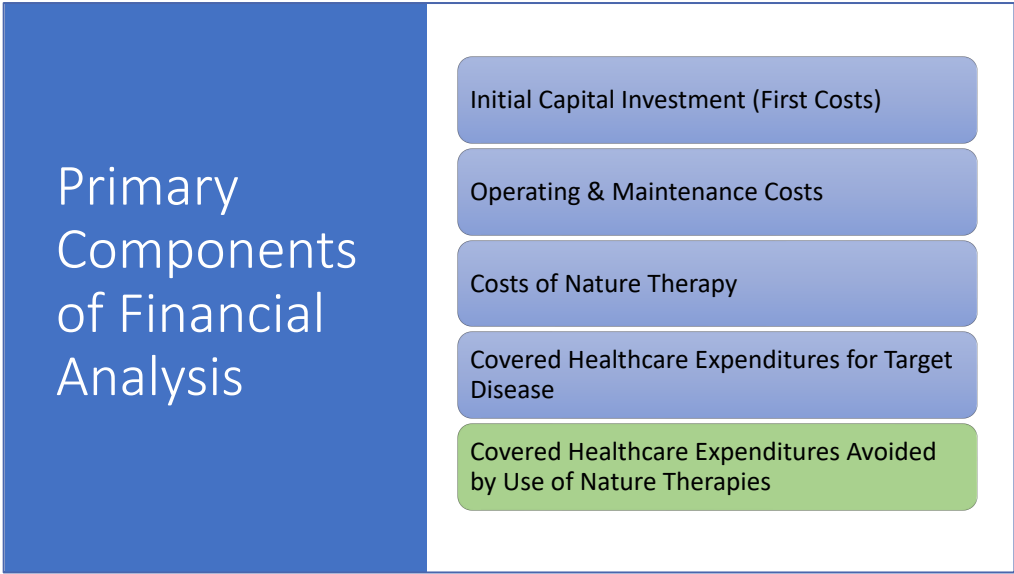 Primary
Components
of Financial
Analysis
Initial Capital Investment (First Costs)
Operating & Maintenance Costs
Costs of Nature Therapy
Covered Healthcare Expenditures for Target
Disease
Covered Healthcare Expenditures Avoided
by Use of Nature Therapies